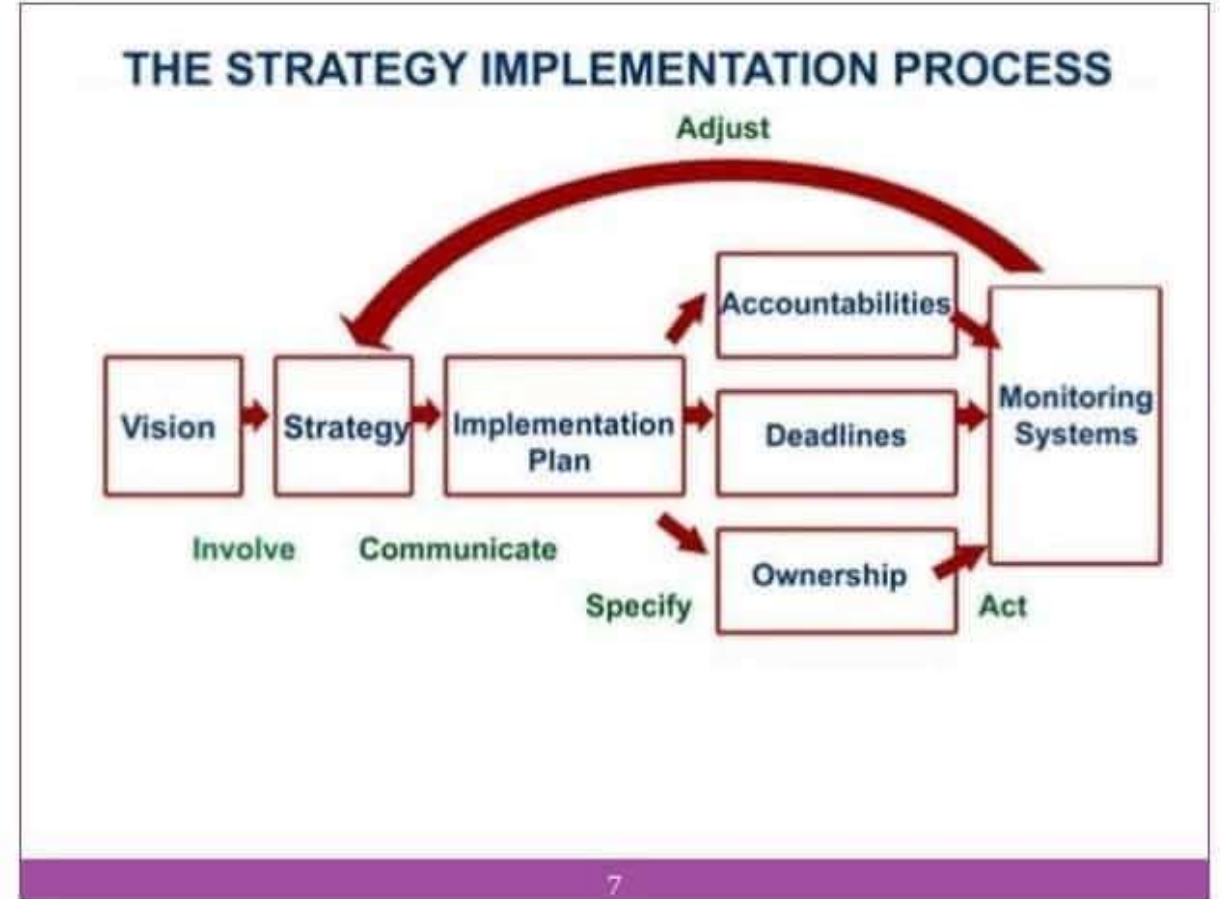 THE STRATEGY IMPLEMENTATION PROCESS
Adjust
Accountabilities
Vision
Strategy
Implementation
Plan
Deadlines
Monitoring
Systems
Involve
Communicate
Ownership
Specify
Act
7